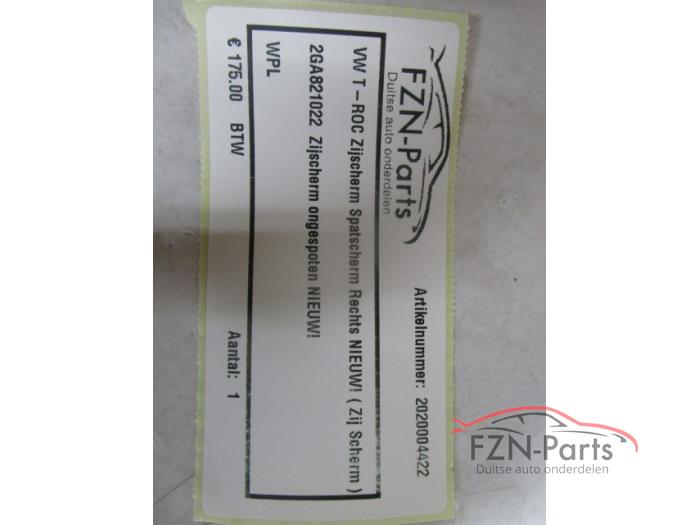 FZN-Parts
Duitse auto onderdelen
Artikelnummer: 2020004422
VW T-ROC Zijscherm Spatscherm Rechts NIEUW! ( Zij Scherm )
2GA821022 Zijscherm ongespoten NIEUW!
WPL
€ 175.00 BTW Aantal: 1
FZN-Parts
Duitse auto onderdelen